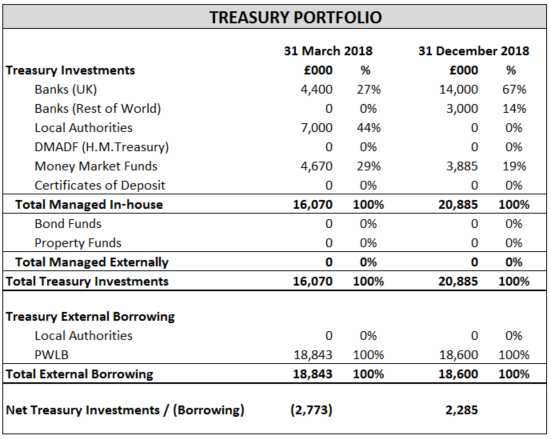 TREASURY PORTFOLIO
31 March 2018 31 December 2018
Treasury Investments £000 % £000 %
Banks (UK) 4,400 27% 14,000 67%
Banks (Rest of World) 0 0% 3,000 14%
Local Authorities 7,000 44% 0 0%
DMADF (H.M.Treasury) 0 0% 0 0%
Money Market Funds 4,670 29% 3,885 19%
Certificates of Deposit 0 0% 0 0%
Total Managed In-house 16,070 100% 20,885 100%
Bond Funds 0 0% 0 0%
Property Funds 0 0% 0 0%
Total Managed Externally 0 0% 0 0%
Total Treasury Investments 16,070 100% 20,885 100%
Treasury External Borrowing
Local Authorities 0 0% 0 0%
PWLB 18,843 100% 18,600 100%
Total External Borrowing 18,843 100% 18,600 100%
Net Treasury Investments / (Borrowing) (2,773) 2,285